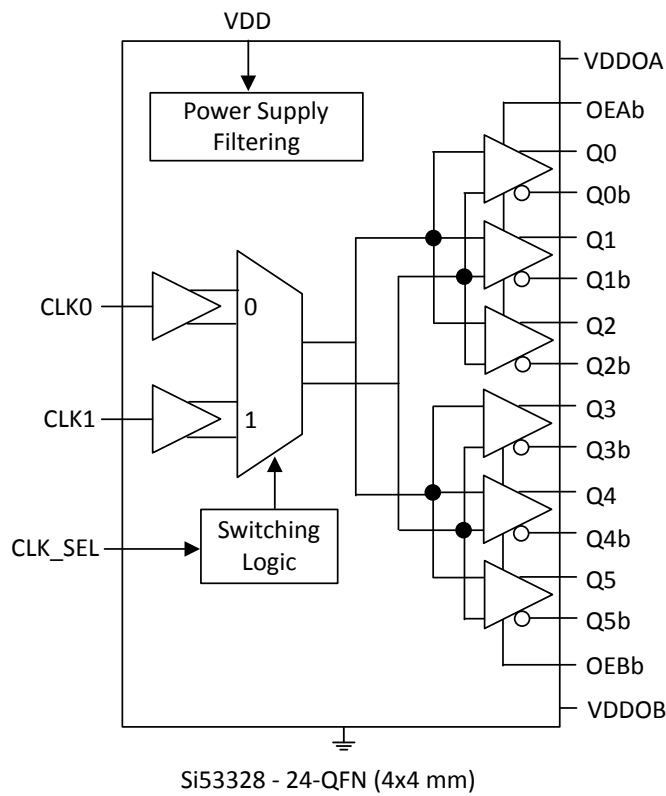 VDD
VDDOA
Power Supply
Filtering
OEAb
Q0
Q0b
Q1
Q1b
CLK0
0
Q2
Q2b
CLK1
1
Q3
Q3b
Q4
CLK_SEL
Switching
Logic
Q4b
Q5
Q5b
OEBb
VDDOB
Si53328 - 24-QFN (4x4 mm)